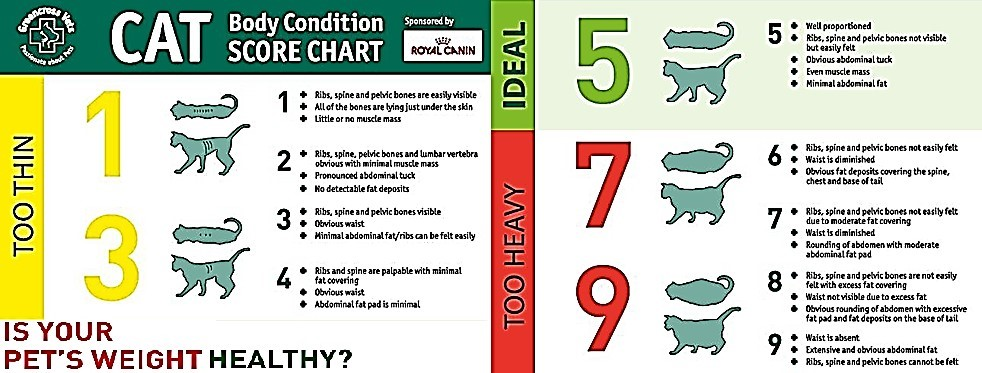 Greencross Vets
Passionate about Pets
CAT
Body Condition
SCORE CHART
Sponsored by
ROYAL CANIN
TOO THIN
1
1
Ribs, spine and pelvic bones are easily visible
All of the bones are lying just under the skin
Little or no muscle mass
2
Ribs, spine, pelvic bones and lumbar vertebra
obvious with minimal muscle mass
Pronounced abdominal tuck
No detectable fat deposits
3
3
Ribs, spine and pelvic bones visible
Obvious waist
Minimal abdominal fat/ribs can be felt easily
4
Ribs and spine are palpable with minimal
fat covering
Obvious waist
Abdominal fat pad is minimal
IS YOUR
PET'S WEIGHT HEALTHY?
IDEAL
5
5
Well proportioned
Ribs, spine and pelvic bones not visible
but easily felt
Obvious abdominal tuck
Even muscle mass
Minimal abdominal fat
TOO HEAVY
7
6
Ribs, spine and pelvic bones not easily felt
Waist is diminished
Obvious fat deposits covering the spine,
chest and base of tail
7
Ribs, spine and pelvic bones not easily felt
due to moderate fat covering
Waist is diminished
Rounding of abdomen with moderate
abdominal fat pad
9
8
Ribs, spine and pelvic bones are not easily
felt with excess fat covering
Waist not visible due to excess fat
Obvious rounding of abdomen with excessive
fat pad and fat deposits on the base of tail
9
Waist is absent
Extensive and obvious abdominal fat
Ribs, spine and pelvic bones cannot be felt